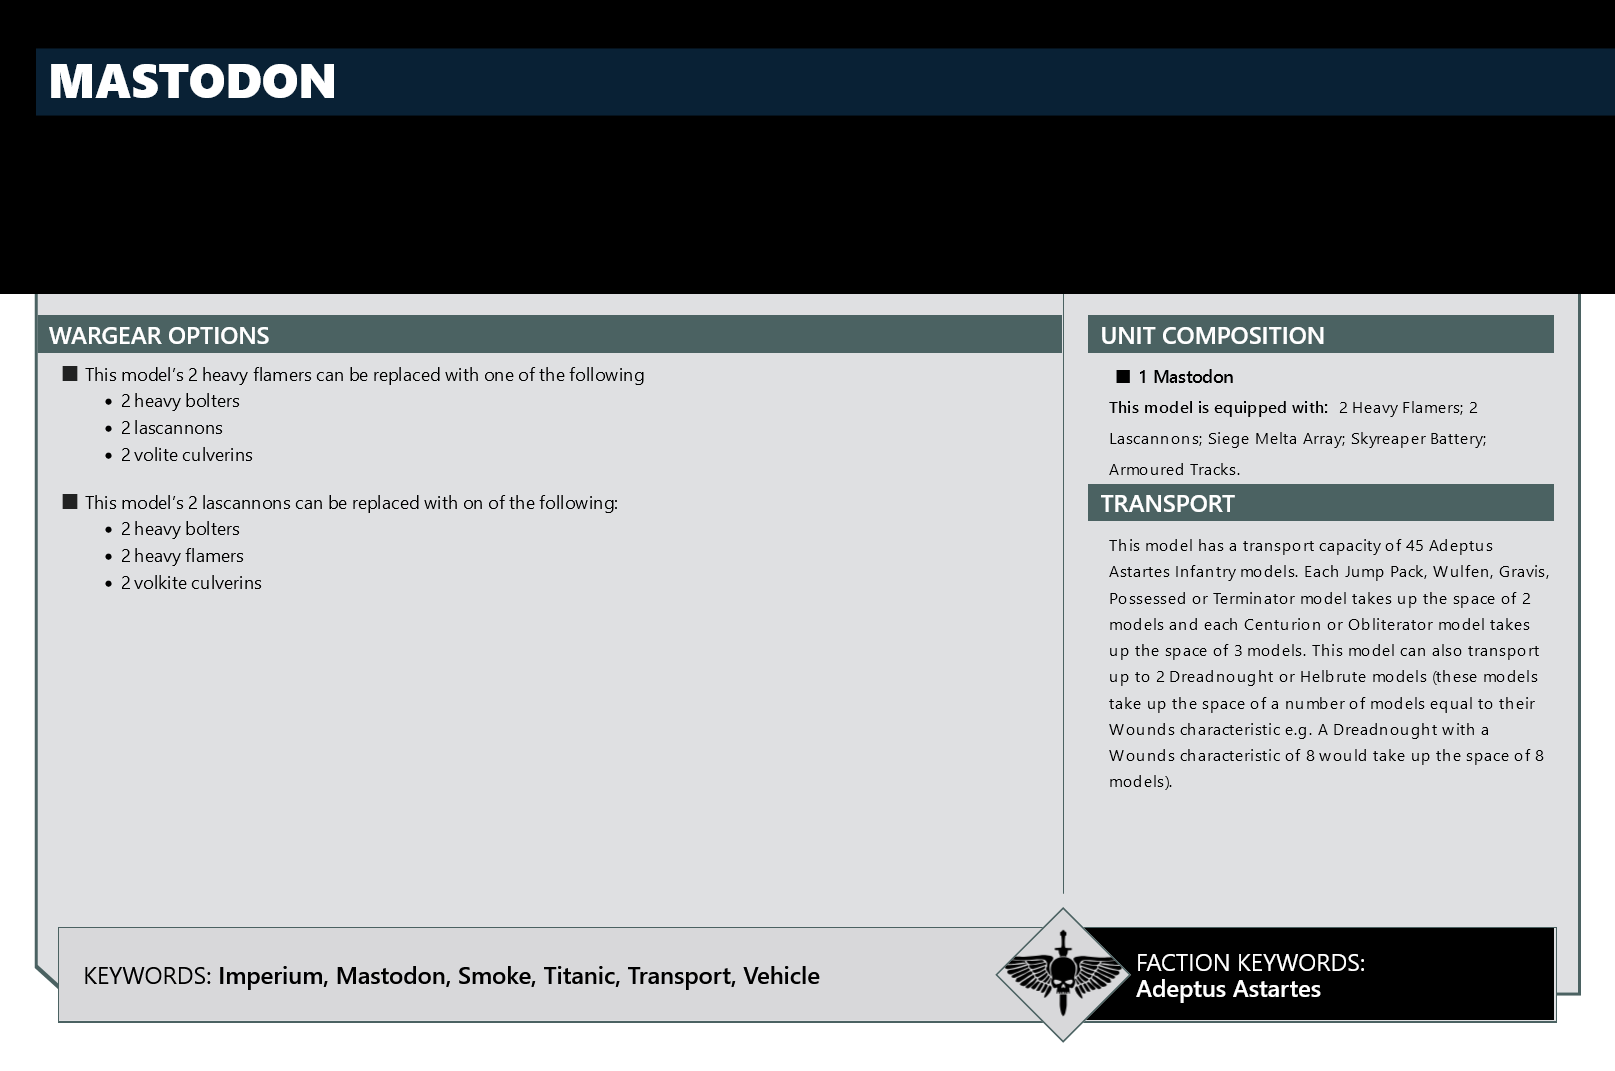 MASTODON
WARGEAR OPTIONS
■ This model's 2 heavy flamers can be replaced with one of the following
• 2 heavy bolters
• 2 lascannons
• 2 volite culverins
■ This model's 2 lascannons can be replaced with on of the following:
• 2 heavy bolters
• 2 heavy flamers
• 2 volkite culverins
UNIT COMPOSITION
■ 1 Mastodon
This model is equipped with: 2 Heavy Flamers; 2
Lascannons; Siege Melta Array; Skyreaper Battery;
Armoured Tracks.
TRANSPORT
This model has a transport capacity of 45 Adeptus
Astartes Infantry models. Each Jump Pack, Wulfen, Gravis,
Possessed or Terminator model takes up the space of 2
models and each Centurion or Obliterator model takes
up the space of 3 models. This model can also transport
up to 2 Dreadnought or Helbrute models (these models
take up the space of a number of models equal to their
Wounds characteristic e.g. A Dreadnought with a
Wounds characteristic of 8 would take up the space of 8
models).
KEYWORDS: Imperium, Mastodon, Smoke, Titanic, Transport, Vehicle
FACTION KEYWORDS:
Adeptus Astartes